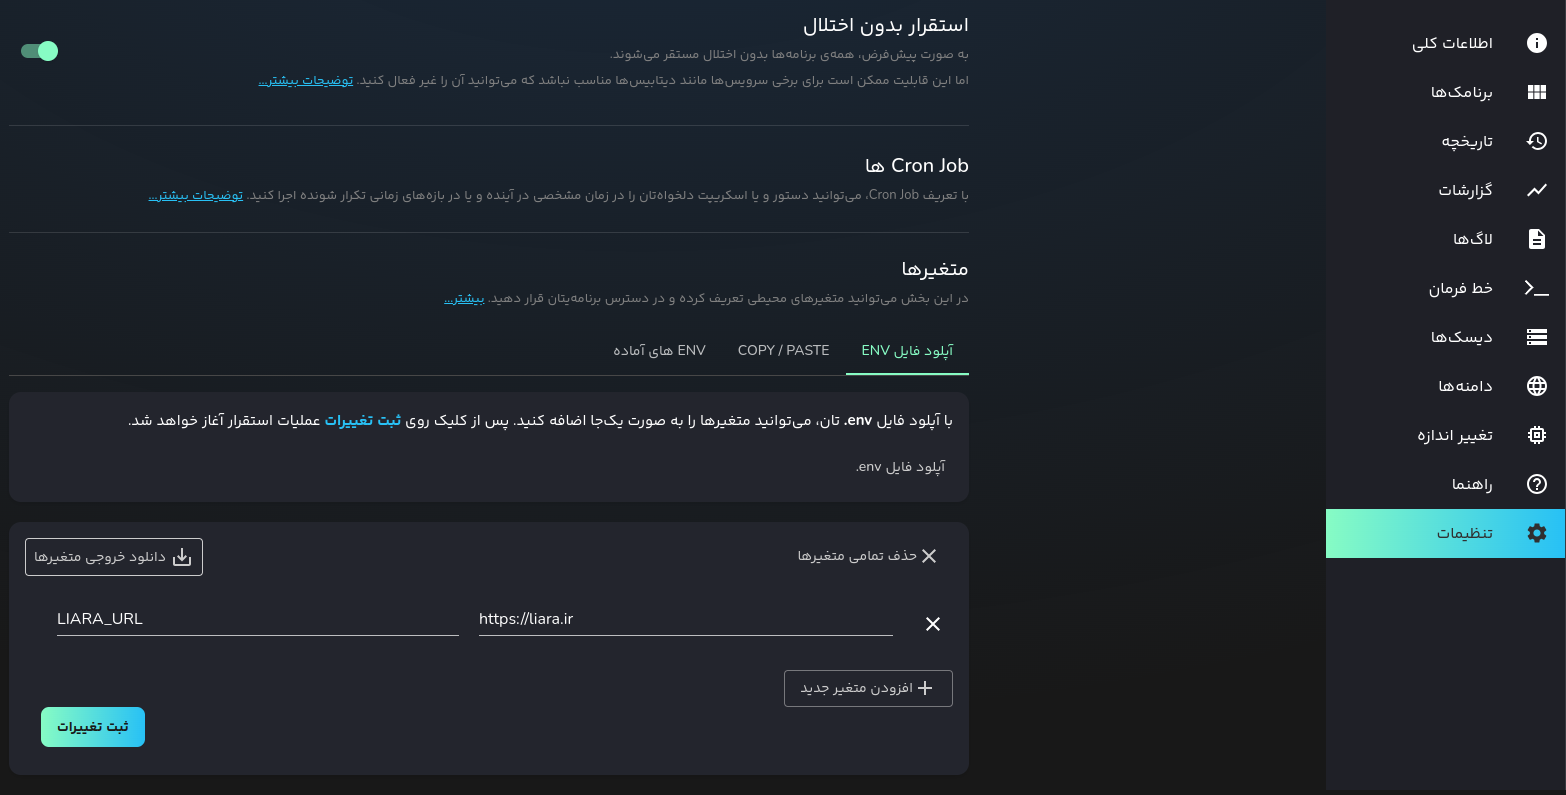 استقرار بدون اختلال
به صورت پیش‌فرض، همه‌ی برنامه‌ها بدون اختلال مستقر می‌شوند.
اما این قابلیت ممکن است برای برخی سرویس‌ها مانند دیتابیس‌ها مناسب نباشد که می‌توانید آن را غیر فعال کنید. توضیحات بیشتر...
Cron Job ها
با تعریف Cron Job، می‌توانید دستور و یا اسکریپت دلخواه‌تان را در زمان مشخصی در آینده و یا در بازه‌های زمانی تکرار شونده اجرا کنید. توضیحات بیشتر...
متغیرها
در این بخش می‌توانید متغیرهای محیطی تعریف کرده و در دسترس برنامه‌یتان قرار دهید. بیشتر...
آپلود فایل ENV
COPY / PASTE
ENV های آماده
با آپلود فایل env. تان، می‌توانید متغیرها را به صورت یک‌جا اضافه کنید. پس از کلیک روی ثبت تغییرات عملیات استقرار آغاز خواهد شد.
آپلود فایل env.
حذف تمامی متغیرها
دانلود خروجی متغیرها
LIARA_URL
https://liara.ir
افزودن متغیر جدید
ثبت تغییرات
اطلاعات کلی
برنامک‌ها
تاریخچه
گزارشات
لاگ‌ها
خط فرمان
دیسک‌ها
دامنه‌ها
تغییر اندازه
راهنما
تنظیمات